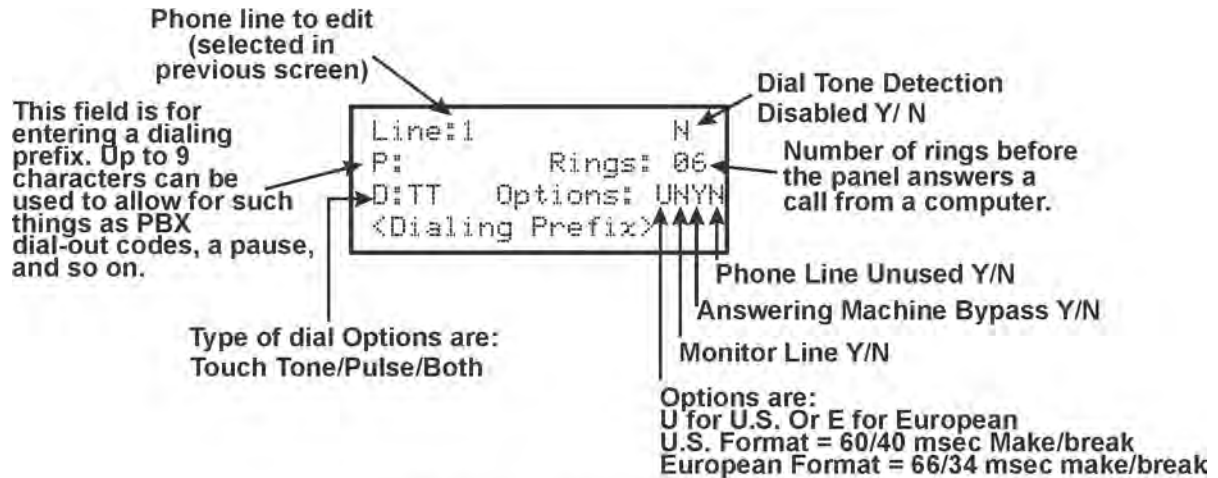 Phone line to edit
(selected in
previous screen)
This field is for
entering a dialing
prefix. Up to 9
characters can be
used to allow for such
things as PBX
dial-out codes, a pause,
and so on.
Line:1 N
P: Rings: 06
D:TT Options: UNYN
<Dialing Prefix>
Dial Tone Detection
Disabled Y/ N
Number of rings before
the panel answers a
call from a computer.
Phone Line Unused Y/N
Answering Machine Bypass Y/N
Monitor Line Y/N
Type of dial Options are:
Touch Tone/Pulse/Both
Options are:
U for U.S. Or E for European
U.S. Format = 60/40 msec Make/break
European Format = 66/34 msec make/break